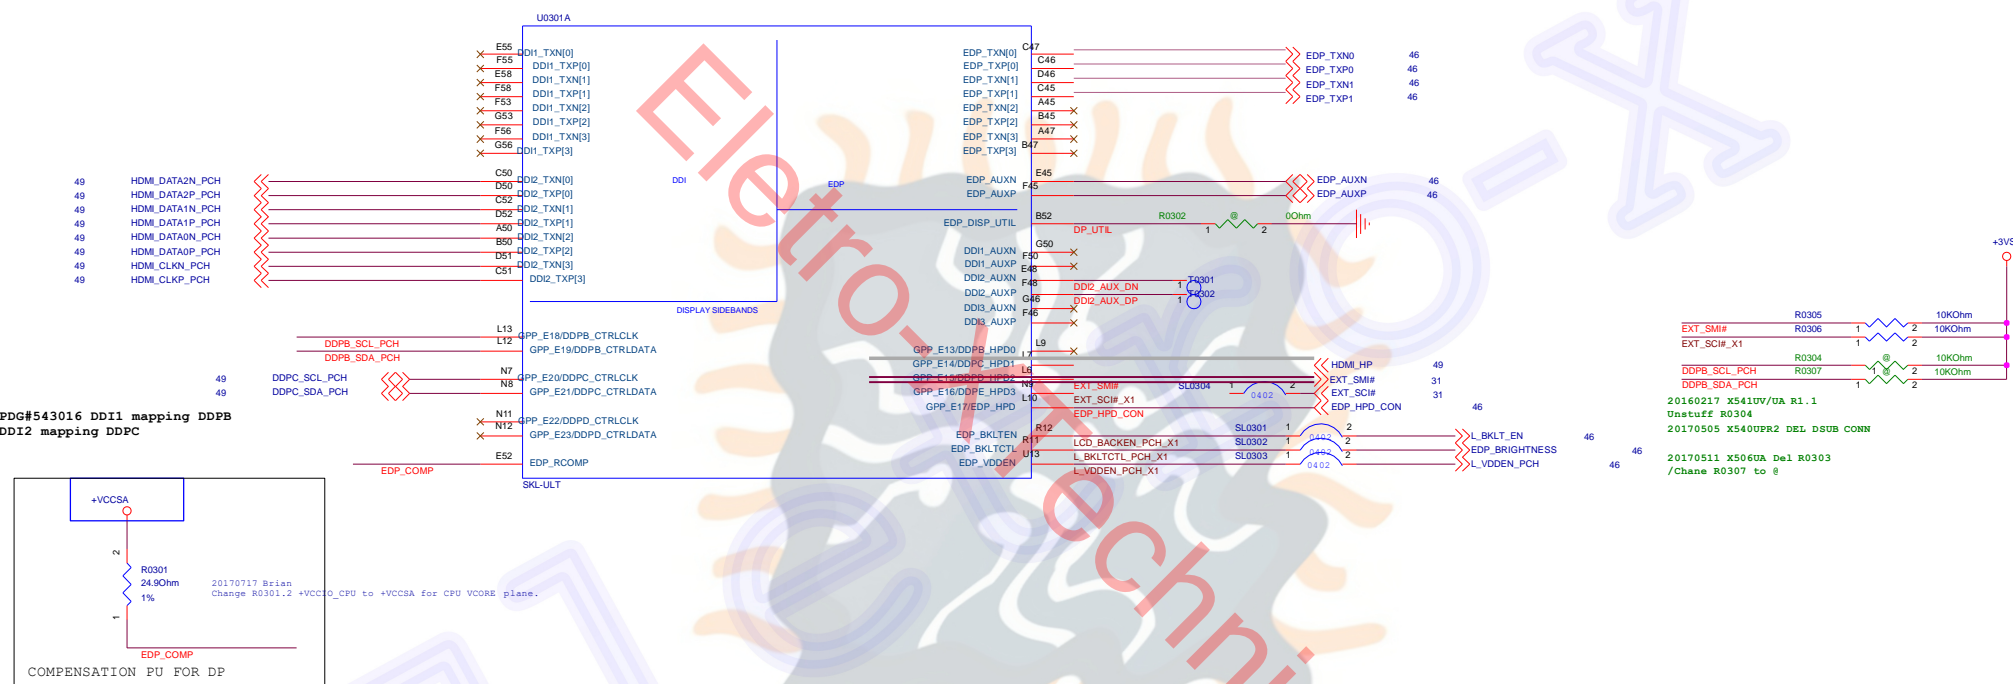 U0301A
E55 DDI1_TXN[0]
F55 DDI1_TXP[0]
E58 DDI1_TXN[1]
F58 DDI1_TXP[1]
F53 DDI1_TXN[2]
G53 DDI1_TXP[2]
F56 DDI1_TXN[3]
G56 DDI1_TXP[3]
49 HDMI_DATA2N_PCH C50 DDI2_TXN[0]
49 HDMI_DATA2P_PCH D50 DDI2_TXP[0]
49 HDMI_DATA1N_PCH C52 DDI2_TXN[1]
49 HDMI_DATA1P_PCH D52 DDI2_TXP[1]
49 HDMI_DATA0N_PCH A50 DDI2_TXN[2]
49 HDMI_DATA0P_PCH B50 DDI2_TXP[2]
49 HDMI_CLKN_PCH D51 DDI2_TXN[3]
49 HDMI_CLKP_PCH C51 DDI2_TXP[3]
DDI
EDP
DISPLAY SIDEBANDS
DDPB_SCL_PCH L13 GPP_E18/DDPB_CTRLCLK
DDPB_SDA_PCH L12 GPP_E19/DDPB_CTRLDATA
49 DDPC_SCL_PCH N7 GPP_E20/DDPC_CTRLCLK
49 DDPC_SDA_PCH N8 GPP_E21/DDPC_CTRLDATA
N11 GPP_E22/DDPD_CTRLCLK
N12 GPP_E23/DDPD_CTRLDATA
EDP_COMP E52 EDP_RCOMP
SKL-ULT
EDP_TXN[0] C47 EDP_TXN0 46
EDP_TXP[0] C46 EDP_TXP0 46
EDP_TXN[1] D46 EDP_TXN1 46
EDP_TXP[1] C45 EDP_TXP1 46
EDP_TXN[2] A45
EDP_TXP[2] B45
EDP_TXN[3] A47
EDP_TXP[3] B47
EDP_AUXN E45 EDP_AUXN 46
EDP_AUXP F45 EDP_AUXP 46
EDP_DISP_UTIL B52 DP_UTIL R0302 1 @ 2 0Ohm
DDI1_AUXN G50
DDI1_AUXP F50
DDI2_AUXN E48 DDI2_AUX_DN 1 T0301
DDI2_AUXP F48 DDI2_AUX_DP 1 T0302
DDI3_AUXN G46
DDI3_AUXP F46
GPP_E13/DDPB_HPD0 L9
GPP_E14/DDPC_HPD1 L7 HDMI_HP 49
GPP_E15/DDPD_HPD2 L6 EXT_SMI# EXT_SMI# 31
GPP_E16/DDPE_HPD3 N9 EXT_SCI#_X1 SL0304 1 0402 2 EXT_SCI# 31
GPP_E17/EDP_HPD L10 EDP_HPD_CON EDP_HPD_CON 46
EDP_BKLTEN R12 LCD_BACKEN_PCH_X1 SL0301 1 0402 2 L_BKLT_EN 46
EDP_BKLTCTL R11 L_BKLTCTL_PCH_X1 SL0302 1 0402 2 EDP_BRIGHTNESS 46
EDP_VDDEN U13 L_VDDEN_PCH_X1 SL0303 1 0402 2 L_VDDEN_PCH 46
+3VS
EXT_SMI# R0305 1 2 10KOhm
EXT_SCI#_X1 R0306 1 2 10KOhm
DDPB_SCL_PCH R0304 1 @ 2 10KOhm
DDPB_SDA_PCH R0307 1 @ 2 10KOhm
20160217 X541UV/UA R1.1
Unstuff R0304
20170505 X540UPR2 DEL DSUB CONN
20170511 X506UA Del R0303
/Chane R0307 to @
PDG#543016 DDI1 mapping DDPB
DDI2 mapping DDPC
+VCCSA
2
R0301
24.9Ohm
1%
1
20170717 Brian
Change R0301.2 +VCCIO_CPU to +VCCSA for CPU VCORE plane.
EDP_COMP
COMPENSATION PU FOR DP
Eletro-XTechni